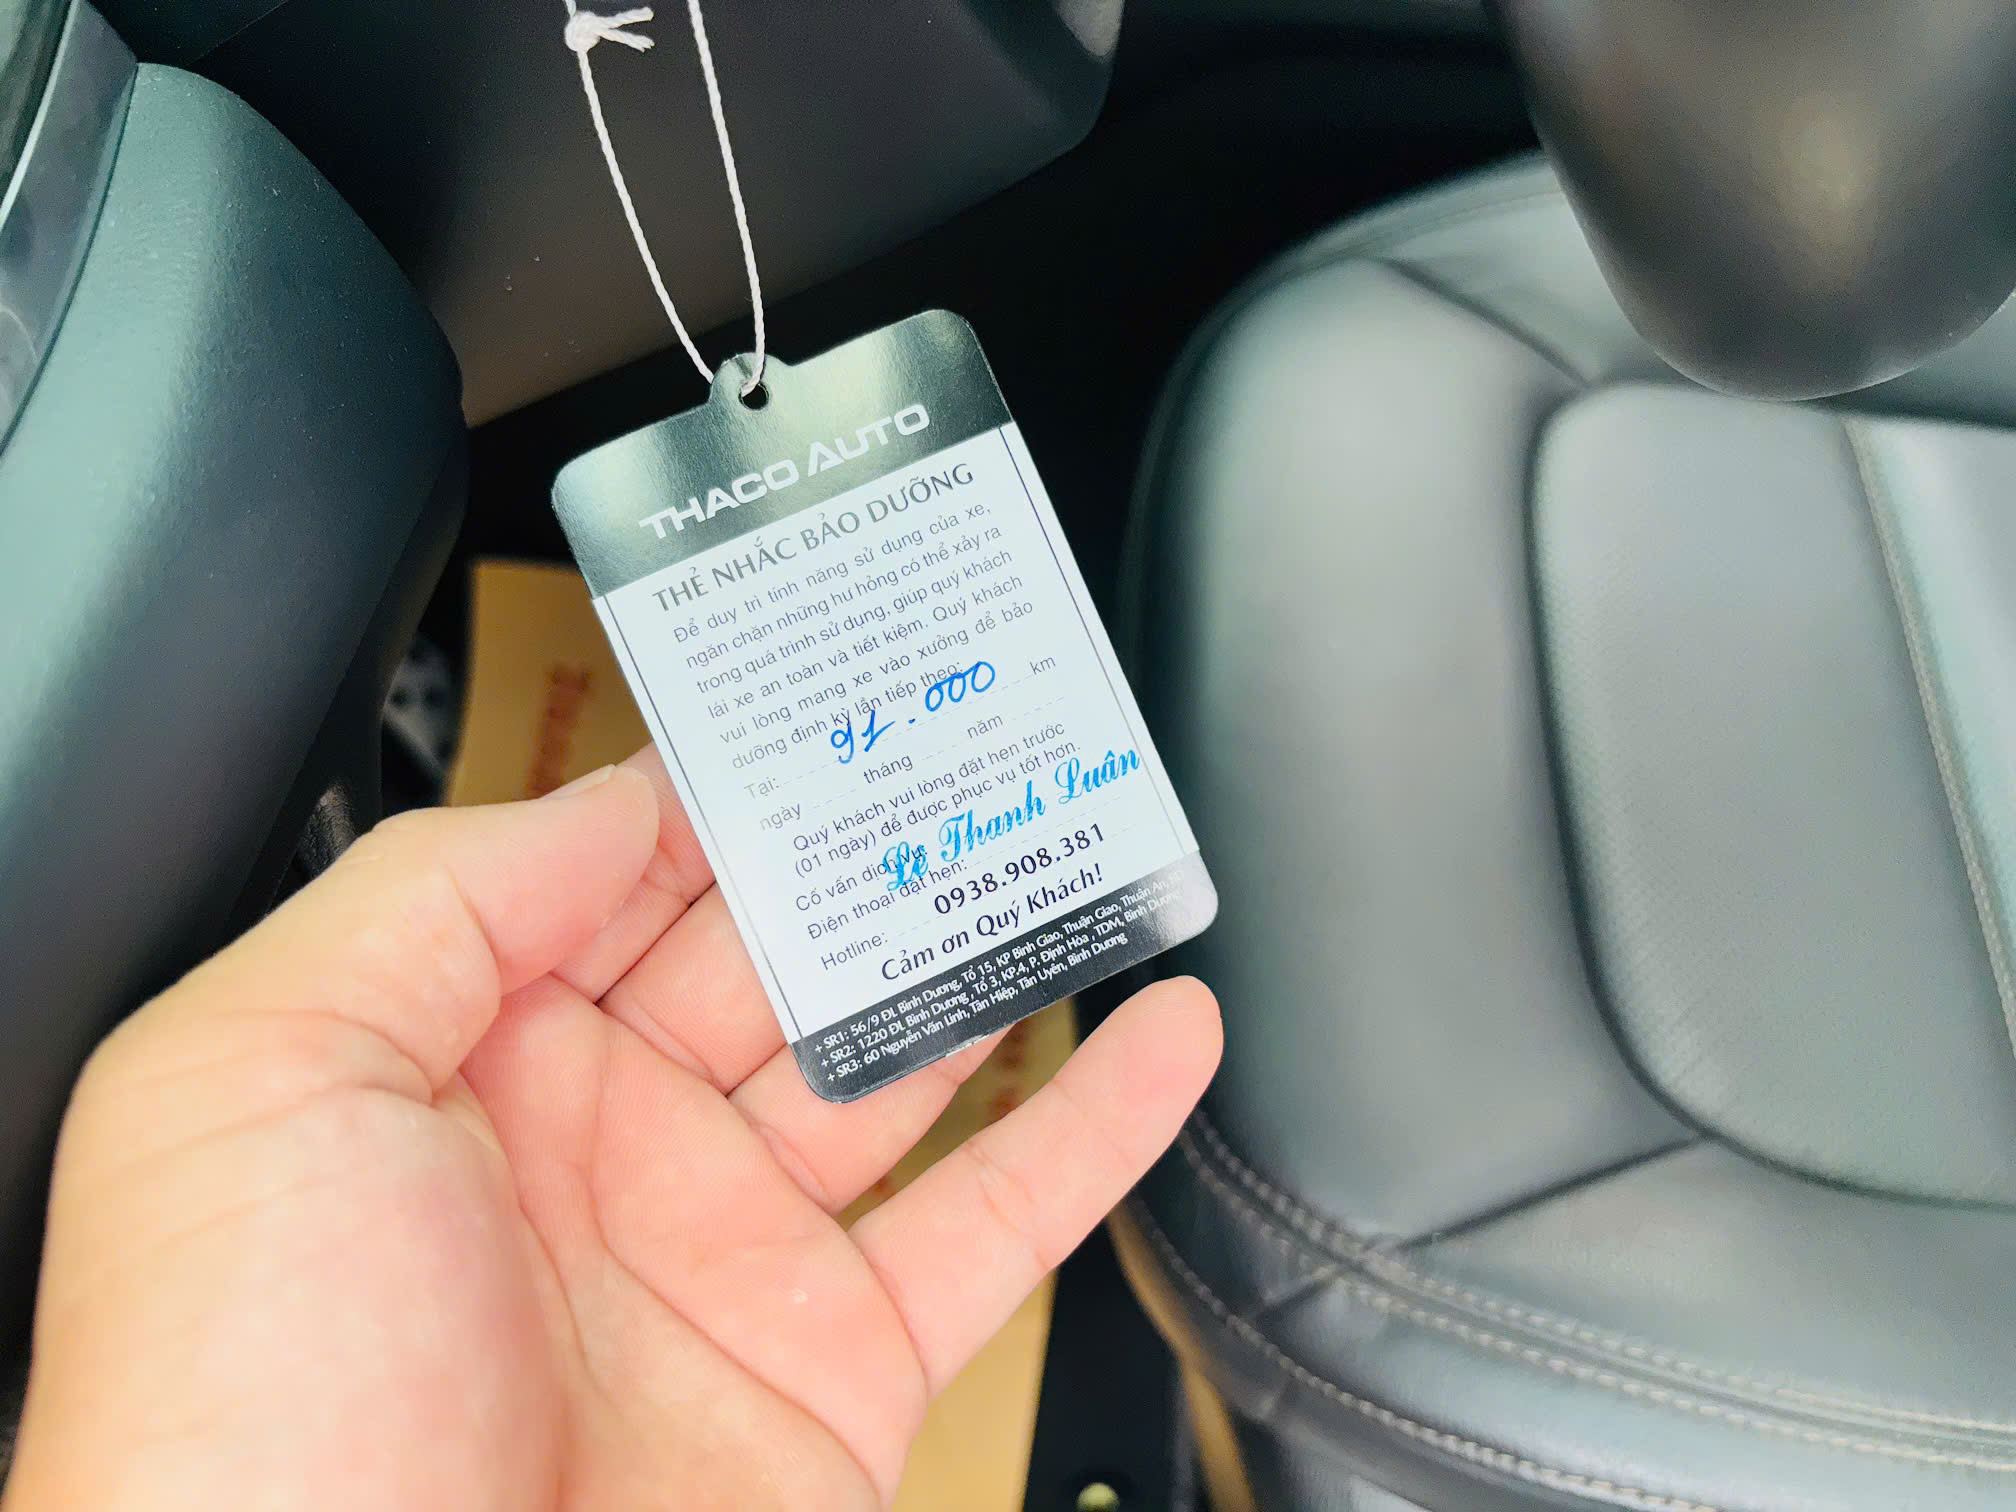 THACO AUTO
THẺ NHẮC BẢO DƯỠNG
Để duy trì tính năng sử dụng của xe,
ngăn chặn những hư hỏng có thể xảy ra
trong quá trình sử dụng, giúp quý khách
lái xe an toàn và tiết kiệm. Quý khách
vui lòng mang xe vào xưởng để bảo
dưỡng định kỳ lần tiếp theo:
Tại: 91.000 km
ngày tháng năm
Quý khách vui lòng đặt hẹn trước
(01 ngày) để được phục vụ tốt hơn.
Cố vấn dịch vụ: Lê Thanh Luân
Điện thoại đặt hẹn:
Hotline: 0938.908.381
Cảm ơn Quý Khách!
+ SR1: 56/9 ĐL Bình Dương, Tổ 15, KP Bình Giao, Thuận Giao, Thuận An, BD
+ SR2: 1220 ĐL Bình Dương, Tổ 3, KP.4, P. Định Hòa, TDM, Bình Dương
+ SR3: 60 Nguyễn Văn Linh, Tân Hiệp, Tân Uyên, Bình Dương